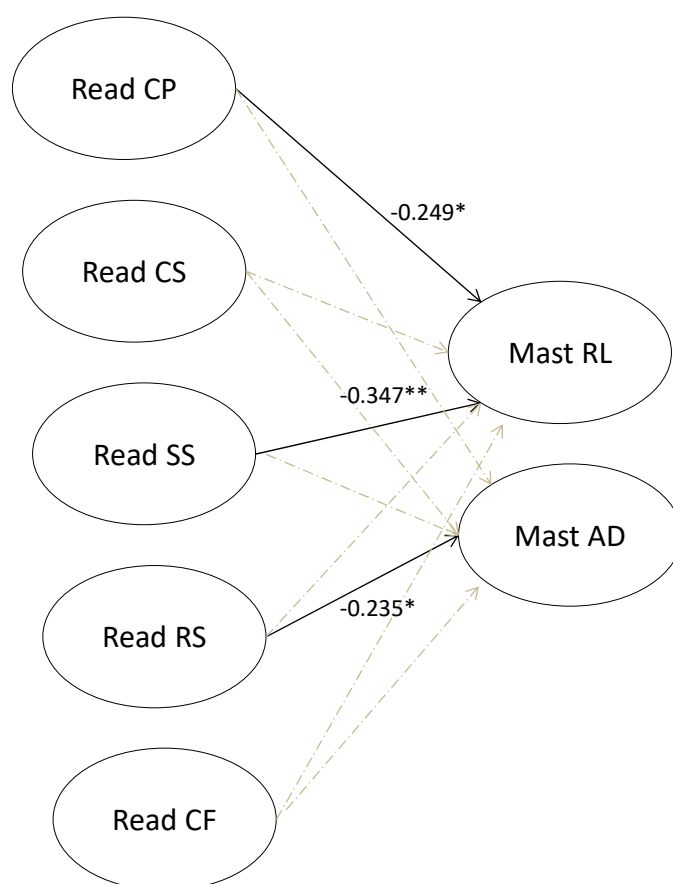 Read CP
-0.249*
Read CS
Mast RL
-0.347**
Read SS
Mast AD
-0.235*
Read RS
Read CF